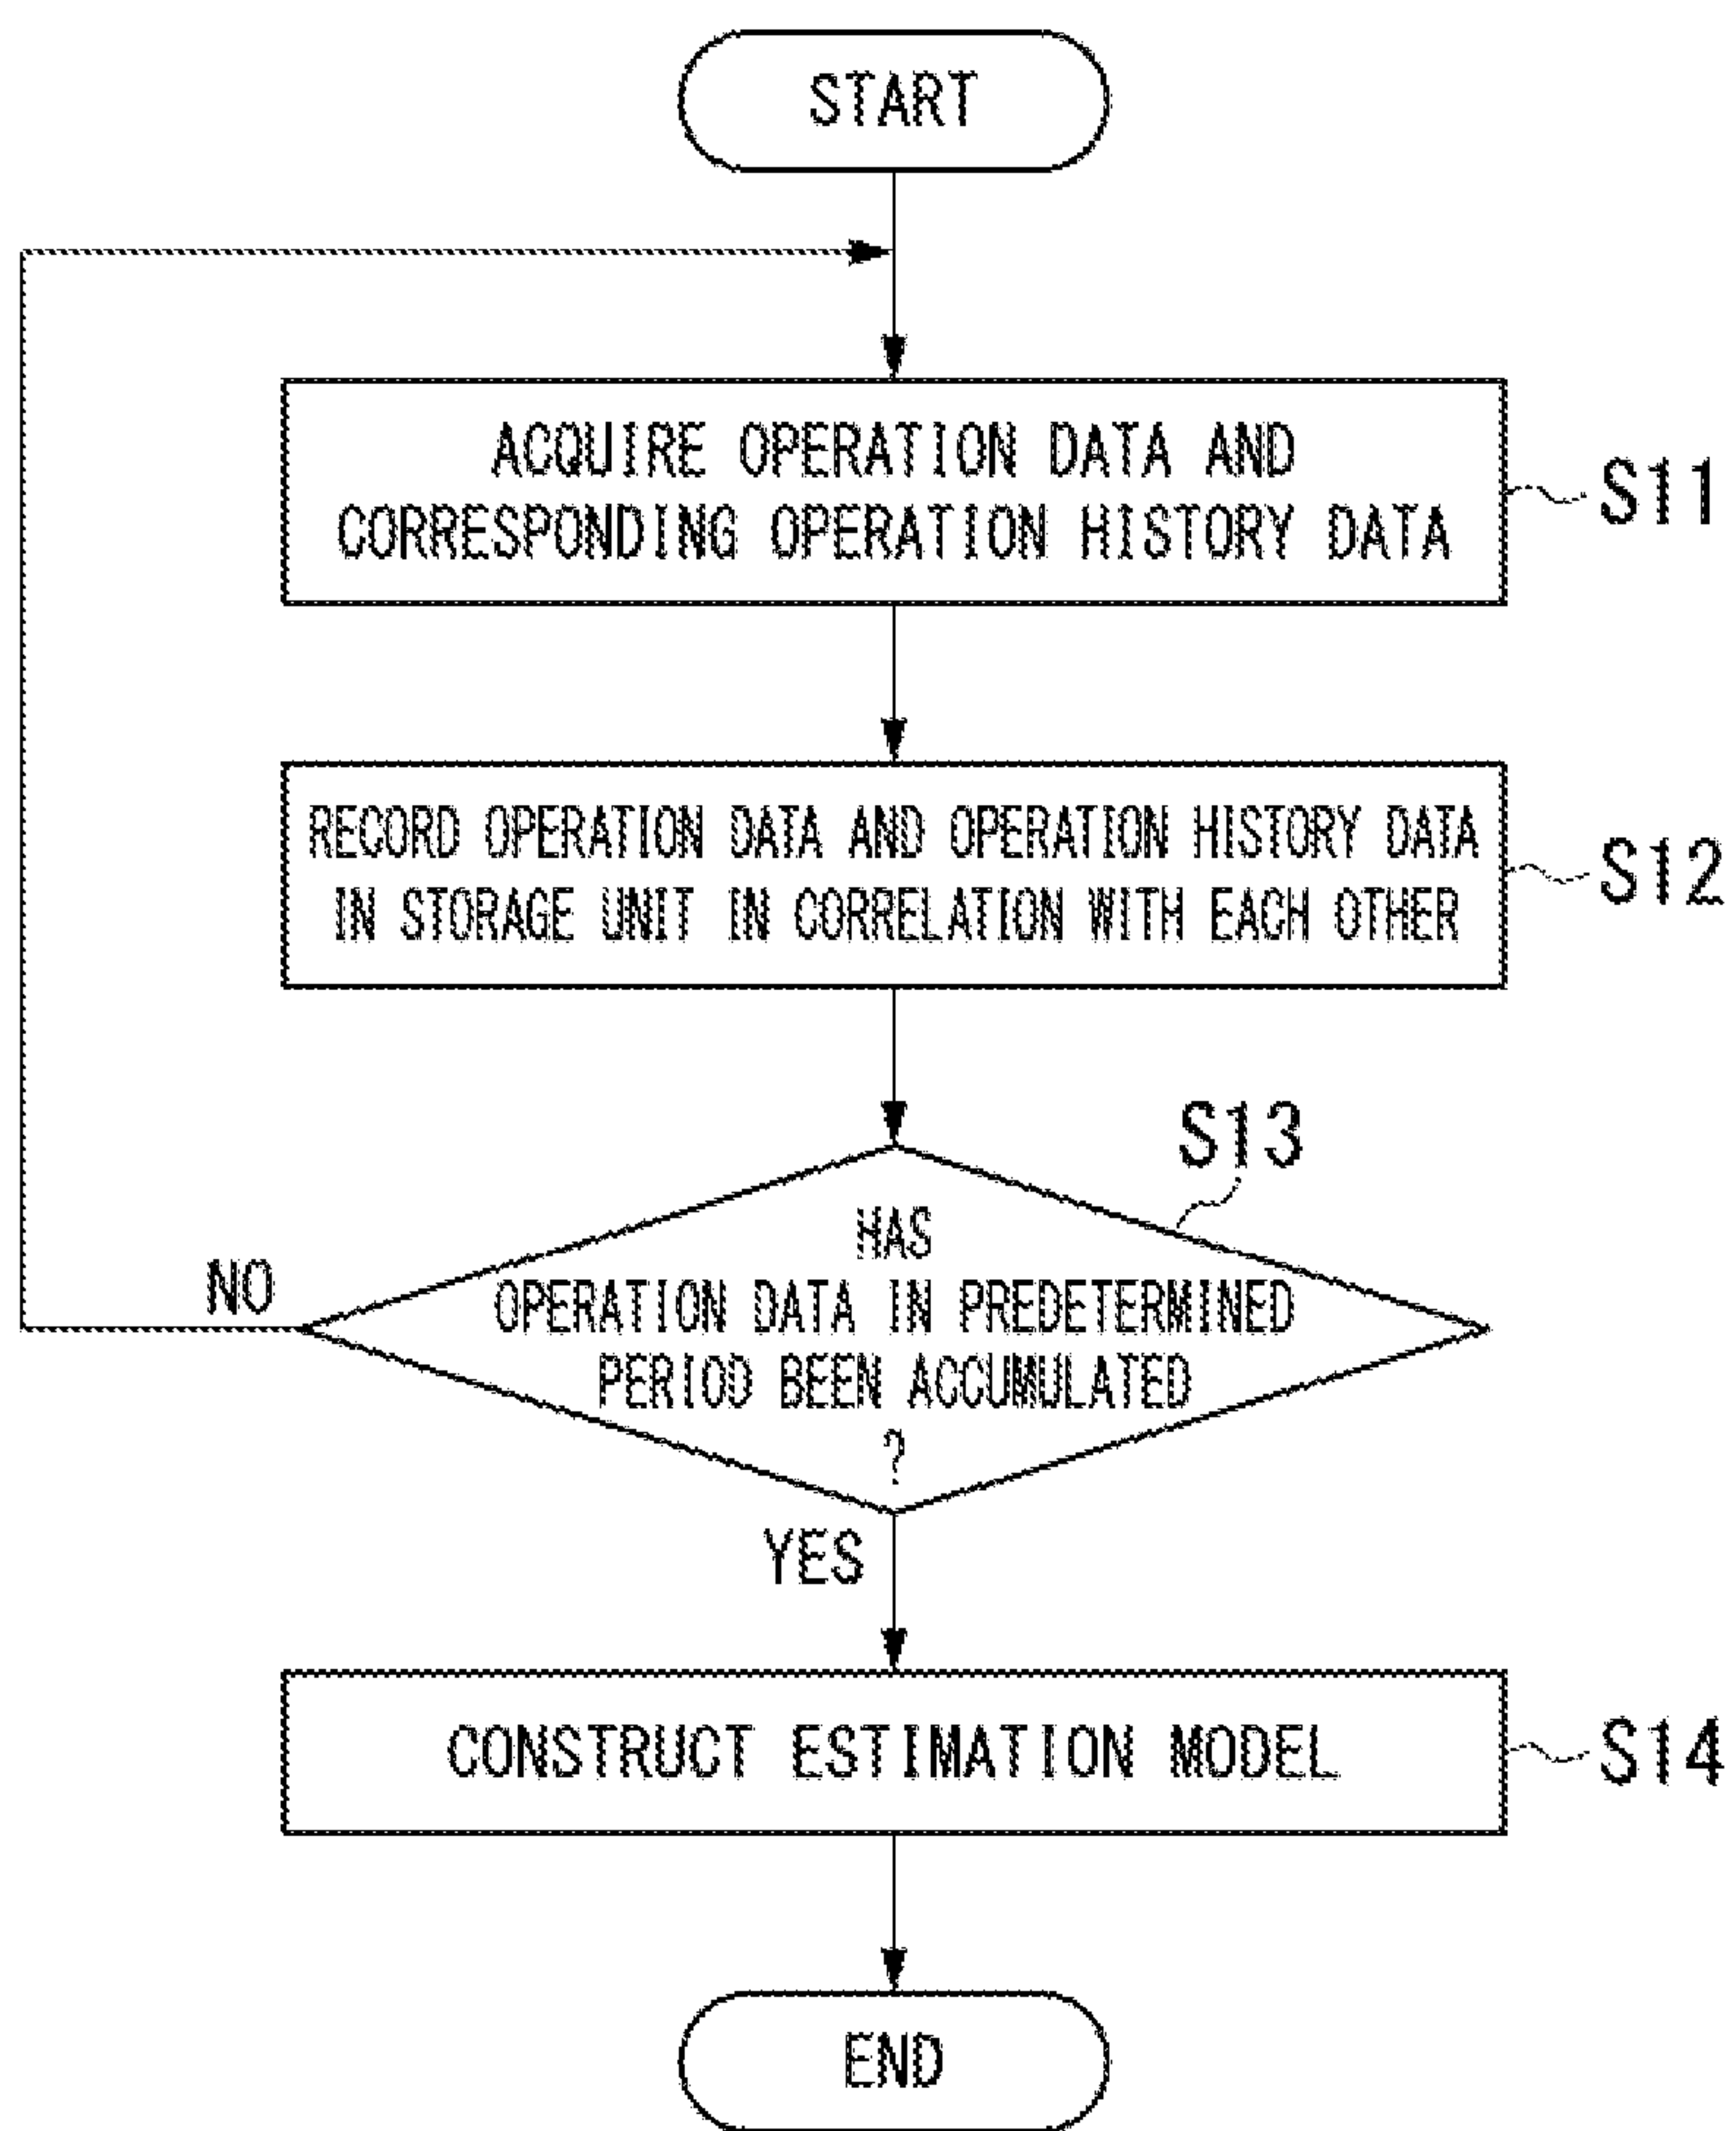 START
ACQUIRE OPERATION DATA AND
CORRESPONDING OPERATION HISTORY DATA
S11
RECORD OPERATION DATA AND OPERATION HISTORY DATA
IN STORAGE UNIT IN CORRELATION WITH EACH OTHER
S12
S13
HAS
OPERATION DATA IN PREDETERMINED
PERIOD BEEN ACCUMULATED
?
NO
YES
CONSTRUCT ESTIMATION MODEL
S14
END